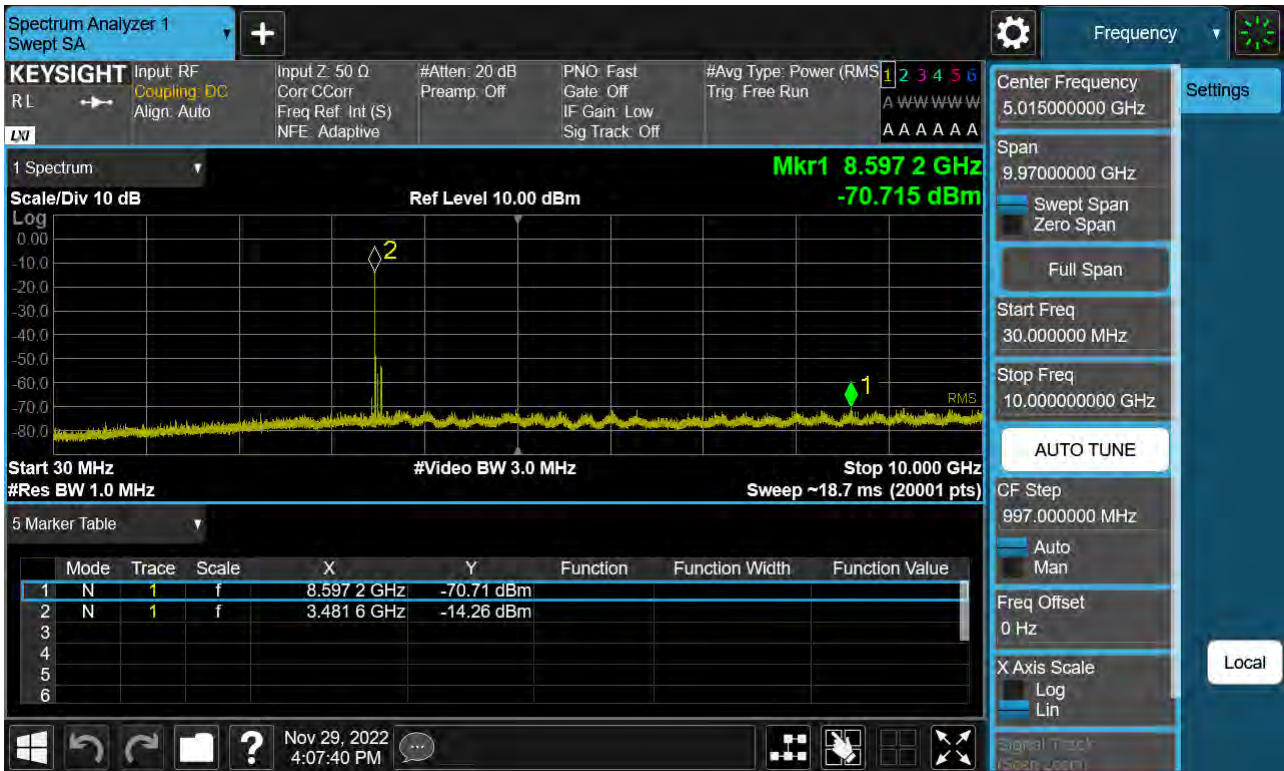 Spectrum Analyzer 1
Swept SA
Frequency
KEYSIGHT
RL
LXI
Input: RF
Coupling: DC
Align: Auto
Input Z: 50 Ω
Corr CCorr
Freq Ref: Int (S)
NFE: Adaptive
#Atten: 20 dB
Preamp: Off
PNO: Fast
Gate: Off
IF Gain: Low
Sig Track: Off
#Avg Type: Power (RMS
Trig: Free Run
1 2 3 4 5 6
A W W W W W
A A A A A A
1 Spectrum
Mkr1 8.597 2 GHz
-70.715 dBm
Scale/Div 10 dB
Ref Level 10.00 dBm
Log
0.00
-10.0
-20.0
-30.0
-40.0
-50.0
-60.0
-70.0
-80.0
2
1
RMS
Start 30 MHz
#Video BW 3.0 MHz
Stop 10.000 GHz
#Res BW 1.0 MHz
Sweep ~18.7 ms (20001 pts)
5 Marker Table
Mode Trace Scale X Y Function Function Width Function Value
1 N 1 f 8.597 2 GHz -70.71 dBm
2 N 1 f 3.481 6 GHz -14.26 dBm
3
4
5
6
Nov 29, 2022
4:07:40 PM
?
Center Frequency
5.015000000 GHz
Span
9.97000000 GHz
Swept Span
Zero Span
Full Span
Start Freq
30.000000 MHz
Stop Freq
10.000000000 GHz
AUTO TUNE
CF Step
997.000000 MHz
Auto
Man
Freq Offset
0 Hz
X Axis Scale
Log
Lin
Signal Track
(Span Zoom)
Settings
Local